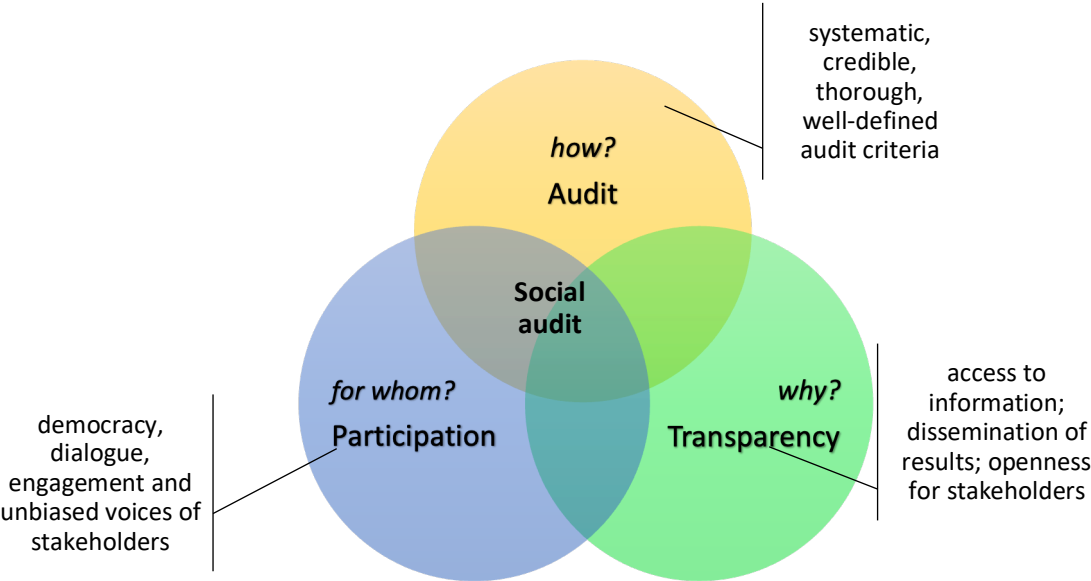 systematic,
credible,
thorough,
well-defined
audit criteria
how?
Audit
Social
audit
for whom?
Participation
why?
Transparency
democracy,
dialogue,
engagement and
unbiased voices of
stakeholders
access to
information;
dissemination of
results; openness
for stakeholders